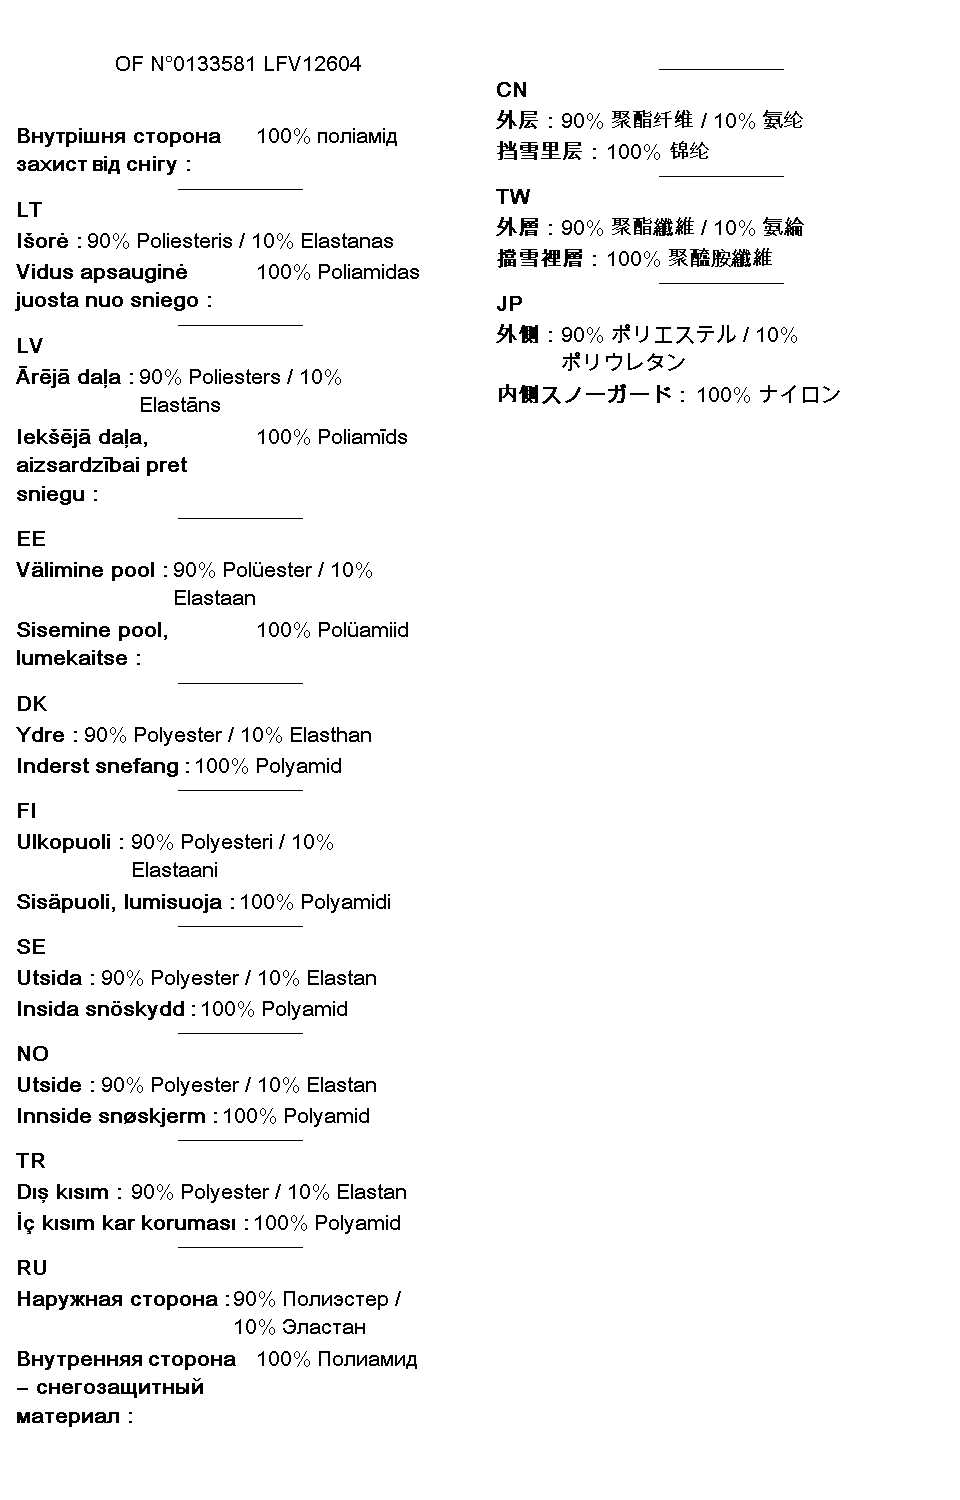 OF N°0133581 LFV12604
Внутрішня сторона 100% поліамід
захист від снігу :
LT
Išorė : 90% Poliesteris / 10% Elastanas
Vidus apsauginė 100% Poliamidas
juosta nuo sniego :
LV
Ārējā daļa : 90% Poliesters / 10%
Elastāns
Iekšējā daļa, 100% Poliamīds
aizsardzībai pret
sniegu :
EE
Välimine pool : 90% Polüester / 10%
Elastaan
Sisemine pool, 100% Polüamiid
lumekaitse :
DK
Ydre : 90% Polyester / 10% Elasthan
Inderst snefang : 100% Polyamid
FI
Ulkopuoli : 90% Polyesteri / 10%
Elastaani
Sisäpuoli, lumisuoja : 100% Polyamidi
SE
Utsida : 90% Polyester / 10% Elastan
Insida snöskydd : 100% Polyamid
NO
Utside : 90% Polyester / 10% Elastan
Innside snøskjerm : 100% Polyamid
TR
Dış kısım : 90% Polyester / 10% Elastan
İç kısım kar koruması : 100% Polyamid
RU
Наружная сторона : 90% Полиэстер /
10% Эластан
Внутренняя сторона 100% Полиамид
– снегозащитный
материал :
CN
外层 : 90% 聚酯纤维 / 10% 氨纶
挡雪里层 : 100% 锦纶
TW
外層 : 90% 聚酯纖維 / 10% 氨綸
擋雪裡層 : 100% 聚醯胺纖維
JP
外側 : 90% ポリエステル / 10%
ポリウレタン
内側スノーガード : 100% ナイロン